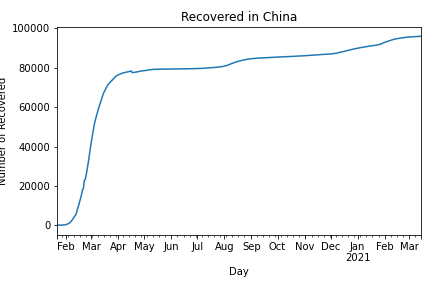 Recovered in China
Number of Recovered
100000
80000
60000
40000
20000
0
Feb Mar Apr May Jun Jul Aug Sep Oct Nov Dec Jan Feb Mar
2021
Day